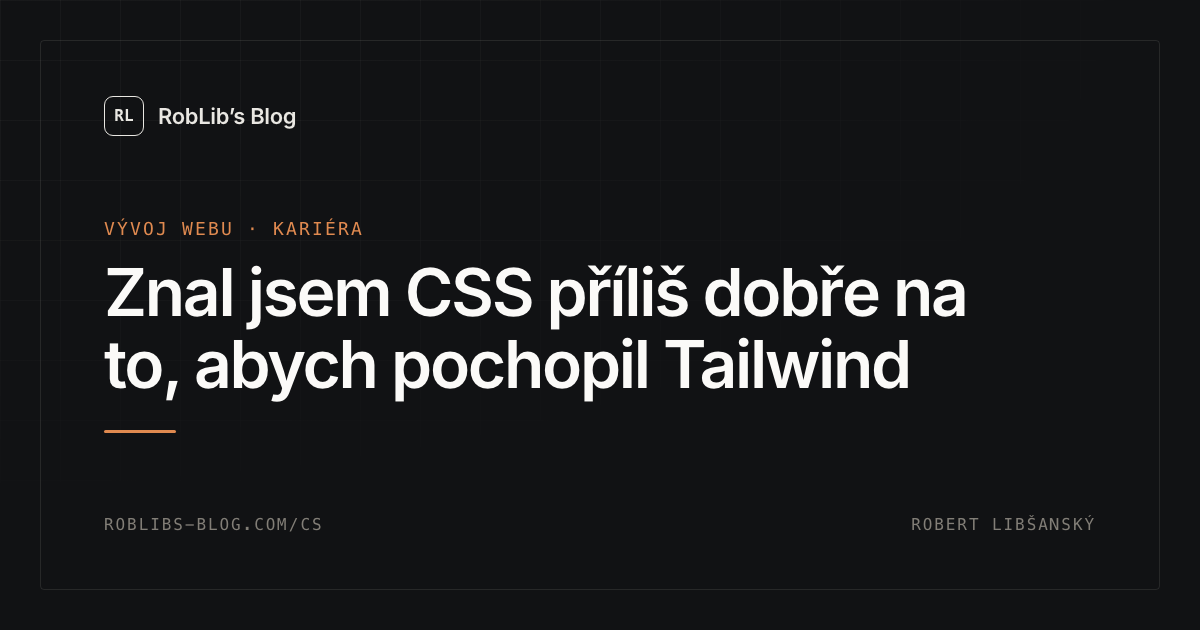 RL
RobLib’s Blog
VÝVOJ WEBU · KARIÉRA
Znal jsem CSS příliš dobře na
to, abych pochopil Tailwind
ROBLIBS-BLOG.COM/CS
ROBERT LIBŠANSKÝ